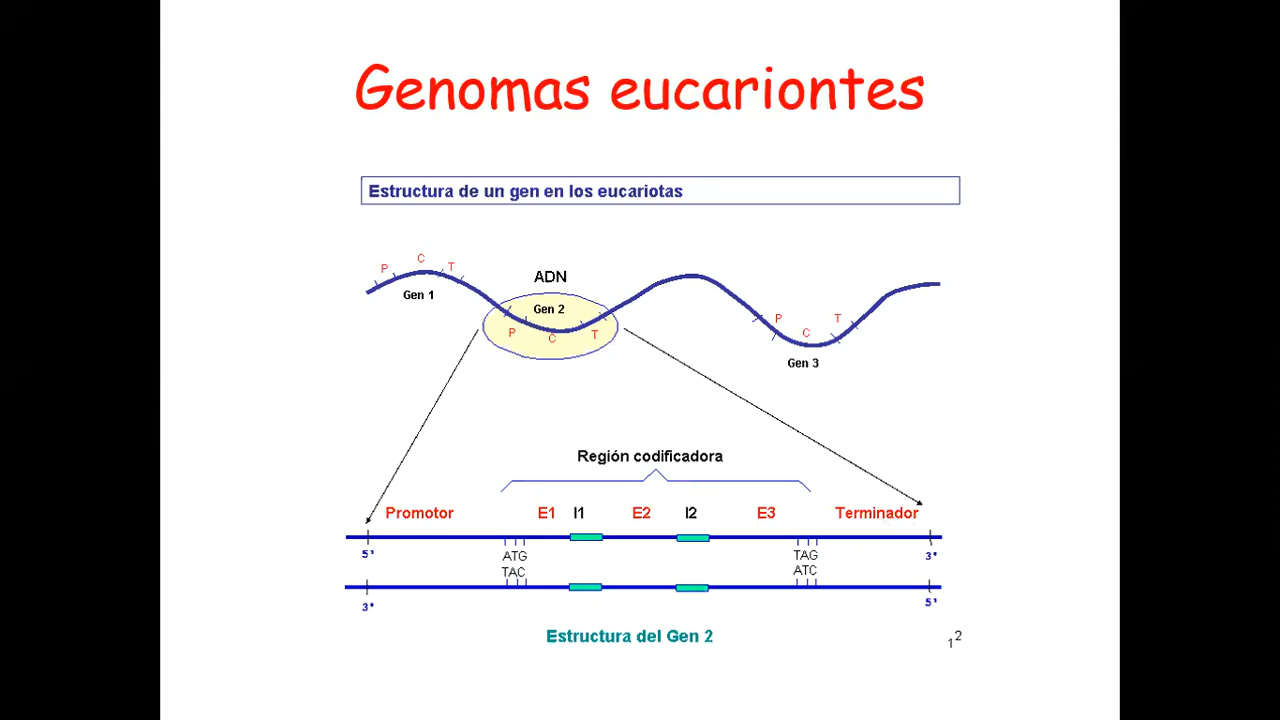 Genomas eucariontes
Estructura de un gen en los eucariotas
P C T
Gen 1
ADN
Gen 2
P C T
P C T
Gen 3
Región codificadora
Promotor E1 I1 E2 I2 E3 Terminador
5' 3'
ATG TAG
TAC ATC
3' 5'
Estructura del Gen 2
12